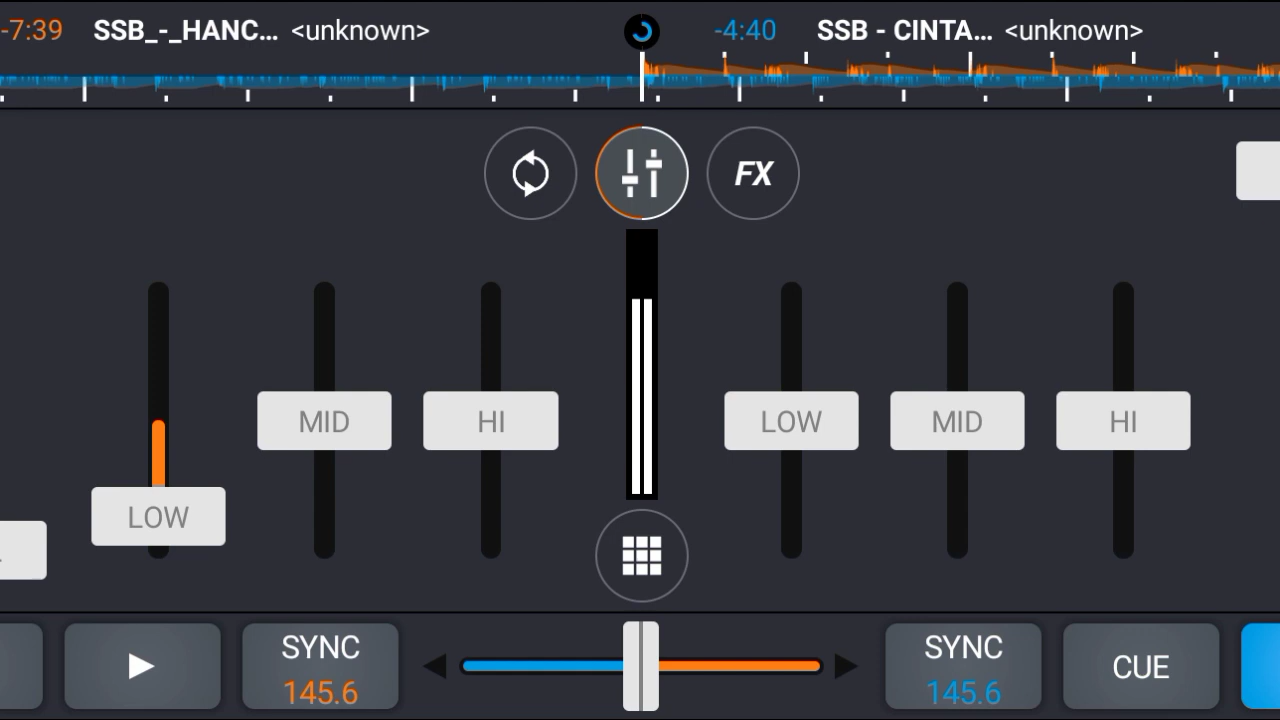 -7:39 SSB_-_HANC... <unknown> -4:40 SSB - CINTA... <unknown>
FX
MID HI LOW MID HI
LOW
SYNC SYNC
145.6 145.6
CUE